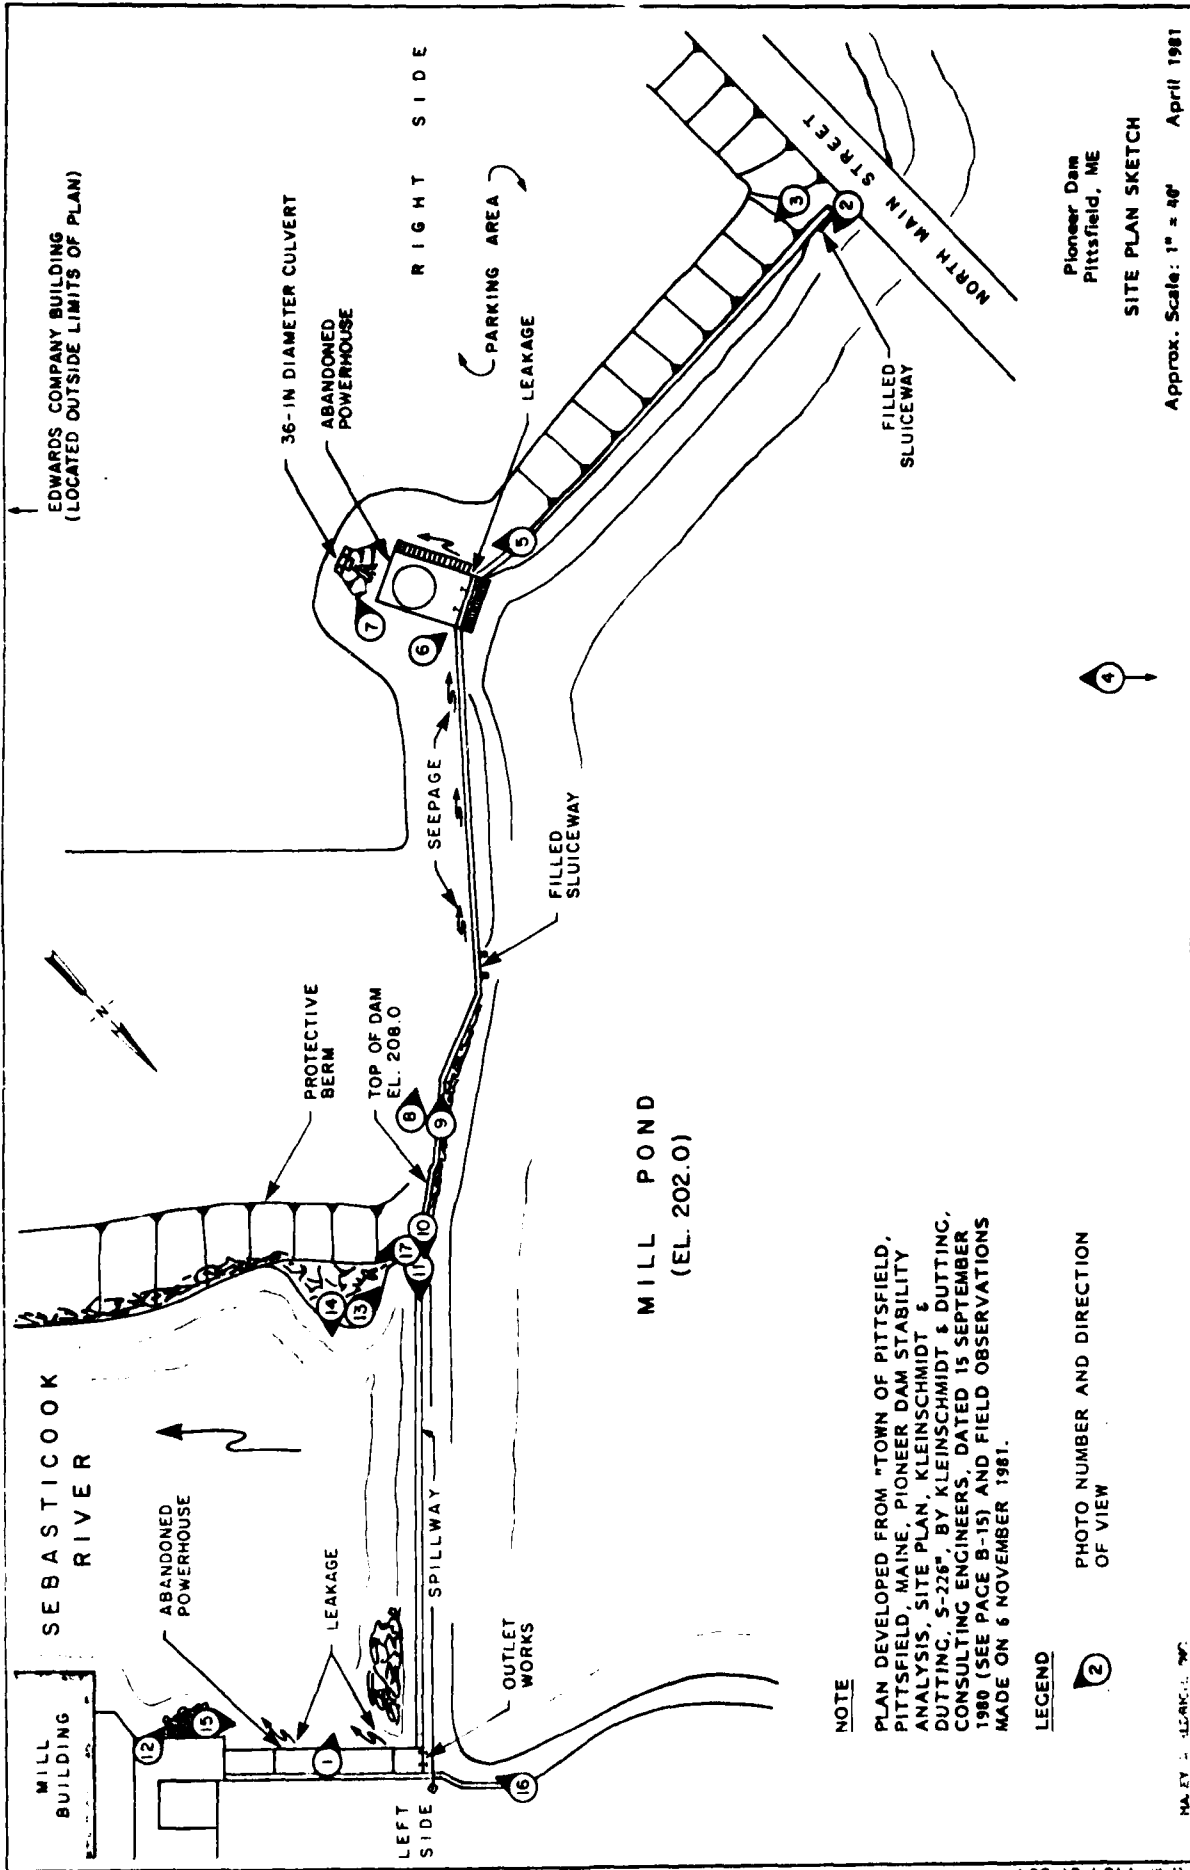 EDWARDS COMPANY BUILDING
(LOCATED OUTSIDE LIMITS OF PLAN)
36-IN DIAMETER CULVERT
ABANDONED
POWERHOUSE
RIGHT SIDE
PARKING AREA
LEAKAGE
NORTH MAIN STREET
FILLED
SLUICEWAY
3
2
5
7
6
4
SEEPAGE
FILLED
SLUICEWAY
N
PROTECTIVE
BERM
TOP OF DAM
EL. 208.0
8
9
10
17
11
14
13
MILL POND
(EL. 202.0)
SEBASTICOOK
RIVER
ABANDONED
POWERHOUSE
LEAKAGE
SPILLWAY
OUTLET
WORKS
MILL
BUILDING
12
15
1
16
LEFT
SIDE
NOTE
PLAN DEVELOPED FROM "TOWN OF PITTSFIELD,
PITTSFIELD, MAINE, PIONEER DAM STABILITY
ANALYSIS, SITE PLAN, KLEINSCHMIDT &
DUTTING, S-226", BY KLEINSCHMIDT & DUTTING,
CONSULTING ENGINEERS, DATED 15 SEPTEMBER
1980 (SEE PAGE B-15) AND FIELD OBSERVATIONS
MADE ON 6 NOVEMBER 1981.
LEGEND
2
PHOTO NUMBER AND DIRECTION
OF VIEW
Pioneer Dam
Pittsfield, ME
SITE PLAN SKETCH
Approx. Scale: 1" = 40' April 1981